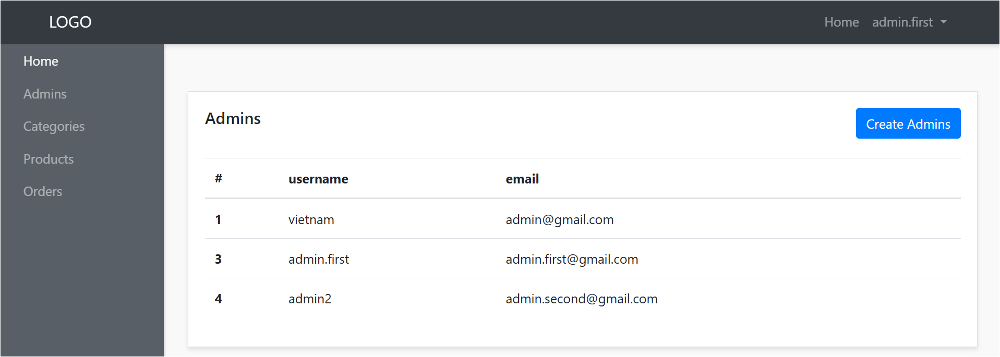 LOGO
Home admin.first
Home
Admins
Categories
Products
Orders
Admins
Create Admins
# username email
1 vietnam admin@gmail.com
3 admin.first admin.first@gmail.com
4 admin2 admin.second@gmail.com